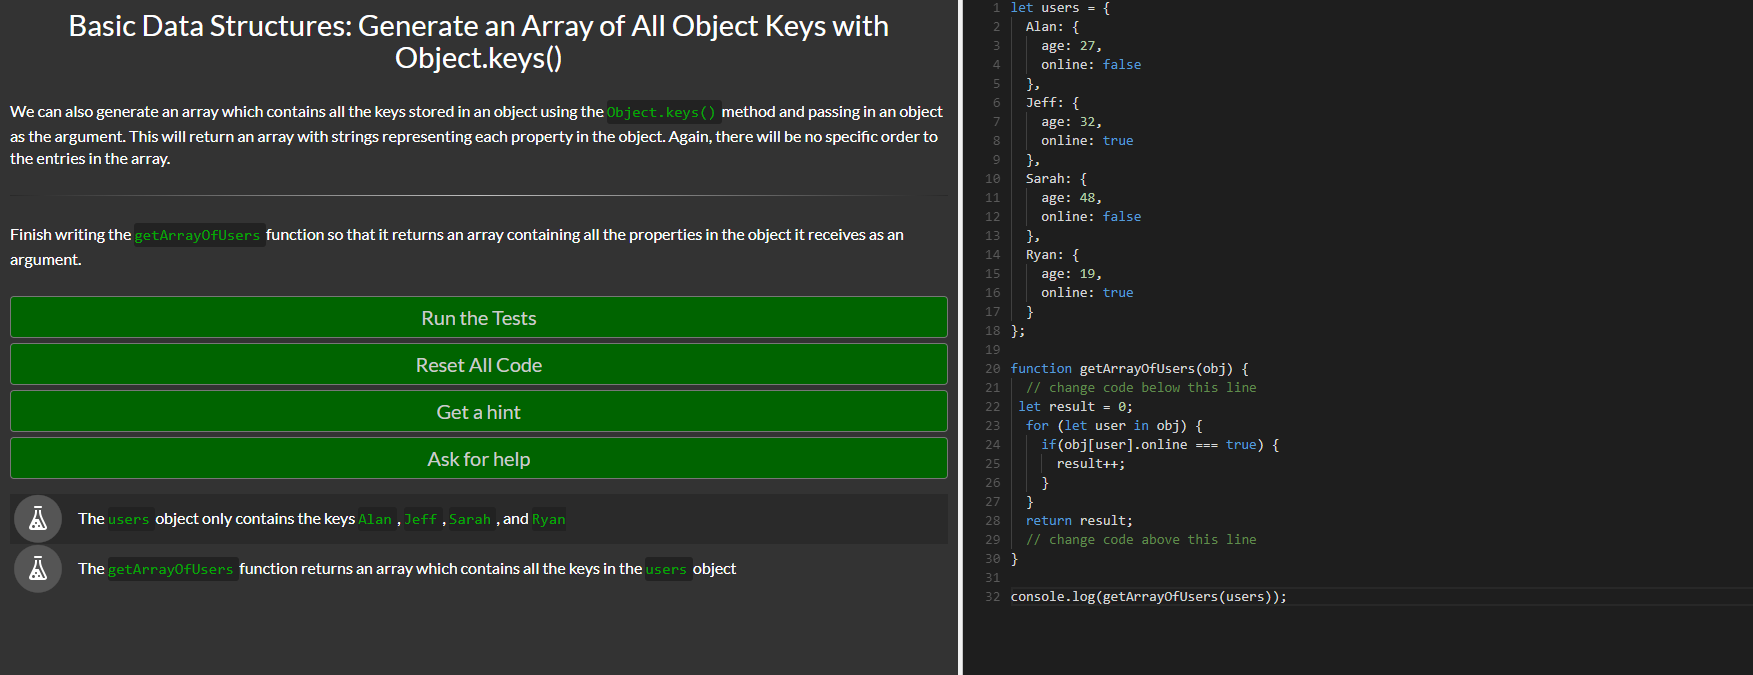 Basic Data Structures: Generate an Array of All Object Keys with
Object.keys()
We can also generate an array which contains all the keys stored in an object using the Object.keys() method and passing in an object
as the argument. This will return an array with strings representing each property in the object. Again, there will be no specific order to
the entries in the array.
Finish writing the getArrayOfUsers function so that it returns an array containing all the properties in the object it receives as an
argument.
Run the Tests
Reset All Code
Get a hint
Ask for help
The users object only contains the keys Alan , Jeff , Sarah , and Ryan
The getArrayOfUsers function returns an array which contains all the keys in the users object
1 let users = {
2   Alan: {
3     age: 27,
4     online: false
5   },
6   Jeff: {
7     age: 32,
8     online: true
9   },
10   Sarah: {
11     age: 48,
12     online: false
13   },
14   Ryan: {
15     age: 19,
16     online: true
17   }
18 };
19
20 function getArrayOfUsers(obj) {
21   // change code below this line
22  let result = 0;
23   for (let user in obj) {
24     if(obj[user].online === true) {
25       result++;
26     }
27   }
28   return result;
29   // change code above this line
30 }
31
32 console.log(getArrayOfUsers(users));